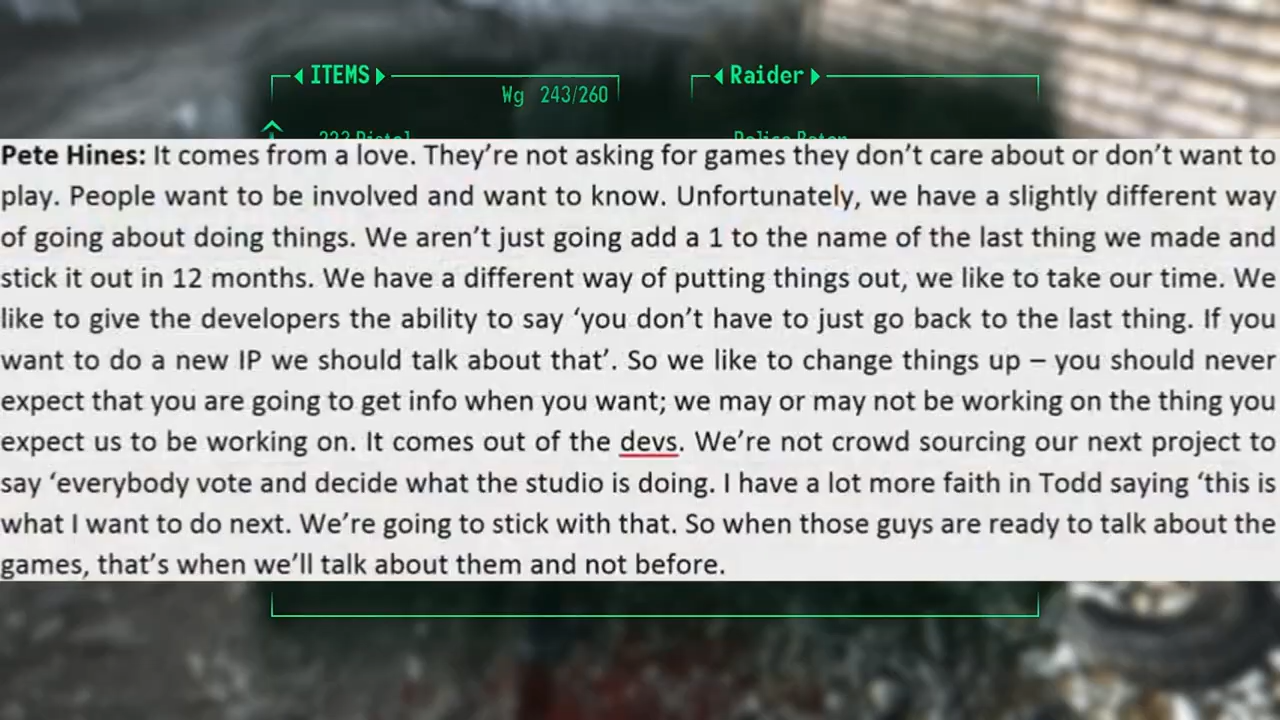 ITEMS
Raider
Wg 243/260
Pete Hines: It comes from a love. They're not asking for games they don't care about or don't want to
play. People want to be involved and want to know. Unfortunately, we have a slightly different way
of going about doing things. We aren't just going add a 1 to the name of the last thing we made and
stick it out in 12 months. We have a different way of putting things out, we like to take our time. We
like to give the developers the ability to say ‘you don't have to just go back to the last thing. If you
want to do a new IP we should talk about that’. So we like to change things up – you should never
expect that you are going to get info when you want; we may or may not be working on the thing you
expect us to be working on. It comes out of the devs. We're not crowd sourcing our next project to
say ‘everybody vote and decide what the studio is doing. I have a lot more faith in Todd saying ‘this is
what I want to do next. We're going to stick with that. So when those guys are ready to talk about the
games, that's when we'll talk about them and not before.